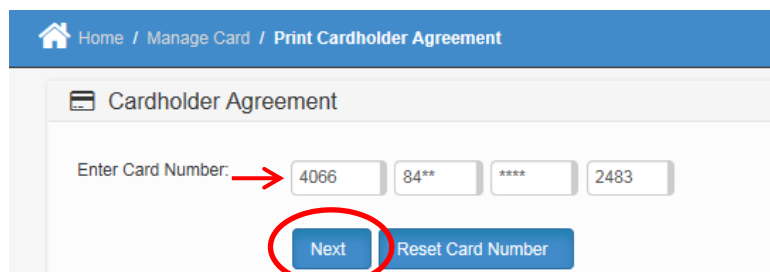 Home / Manage Card / Print Cardholder Agreement
Cardholder Agreement
Enter Card Number: 4066 84** **** 2483
Next Reset Card Number